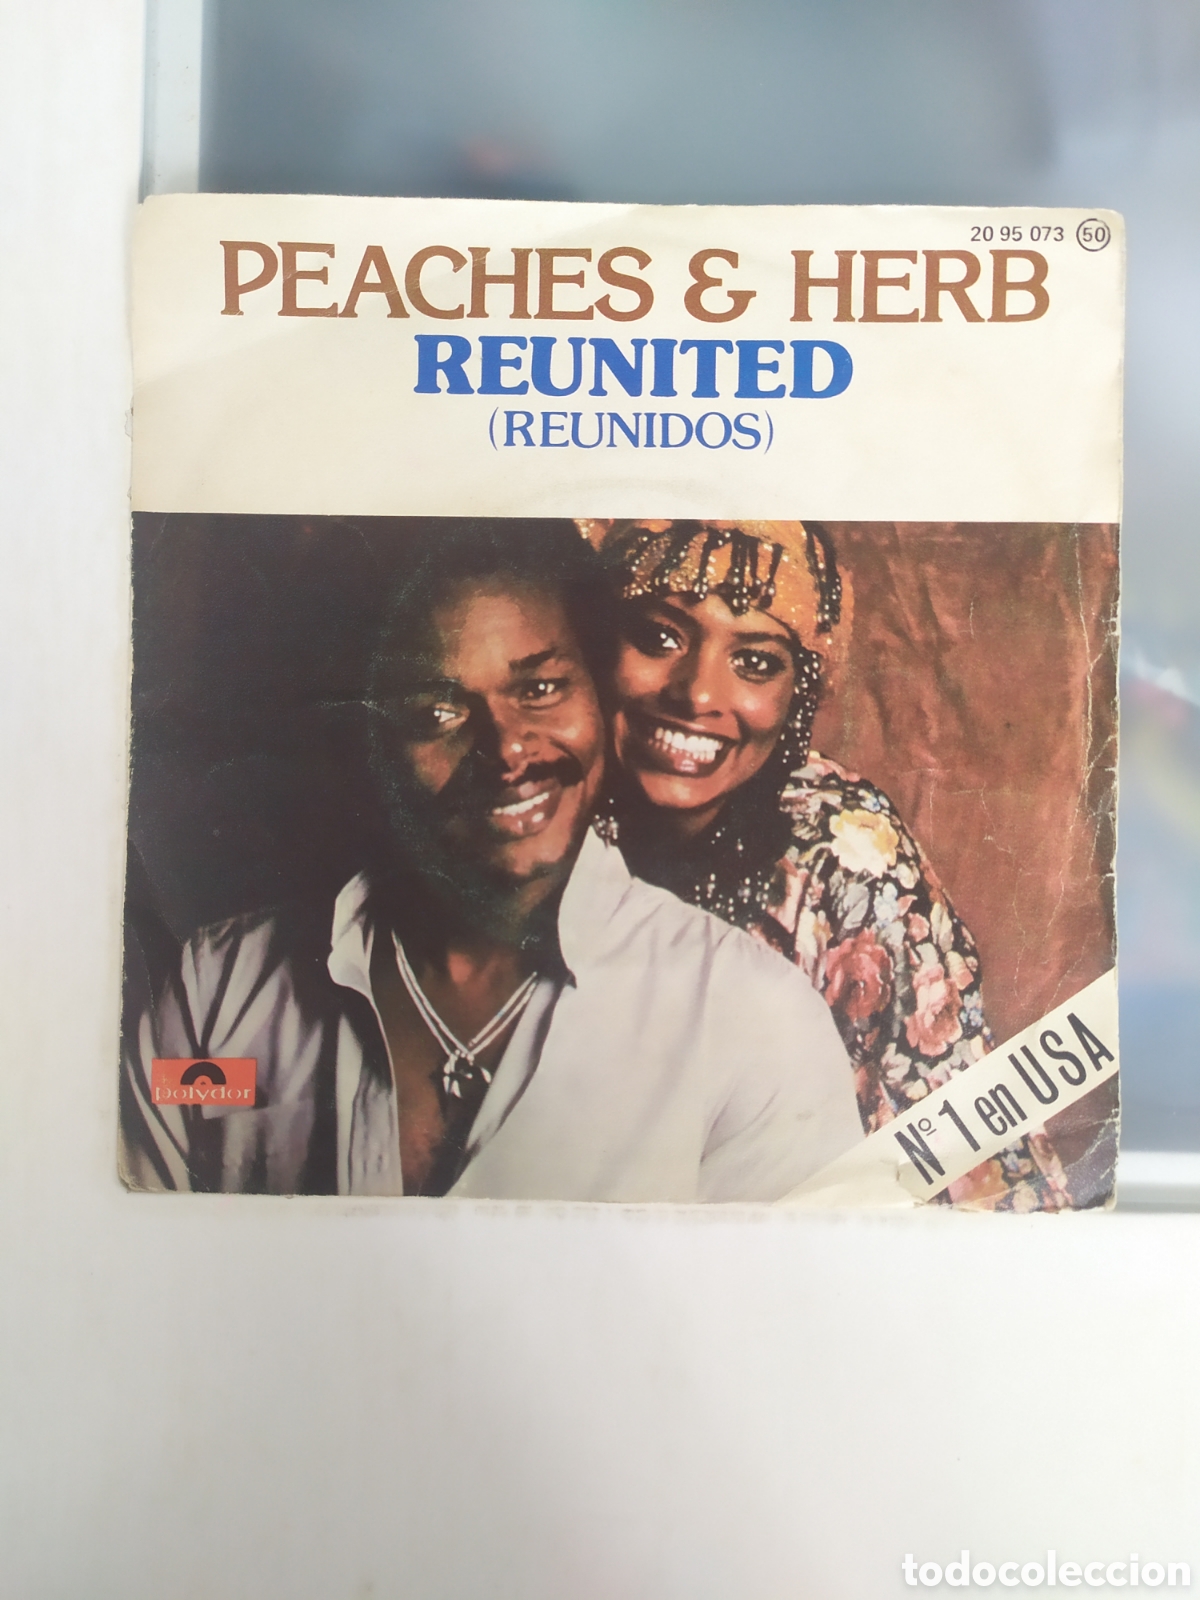 20 95 073 50
PEACHES & HERB
REUNITED
(REUNIDOS)
polydor
Nº 1 en USA
todocoleccion